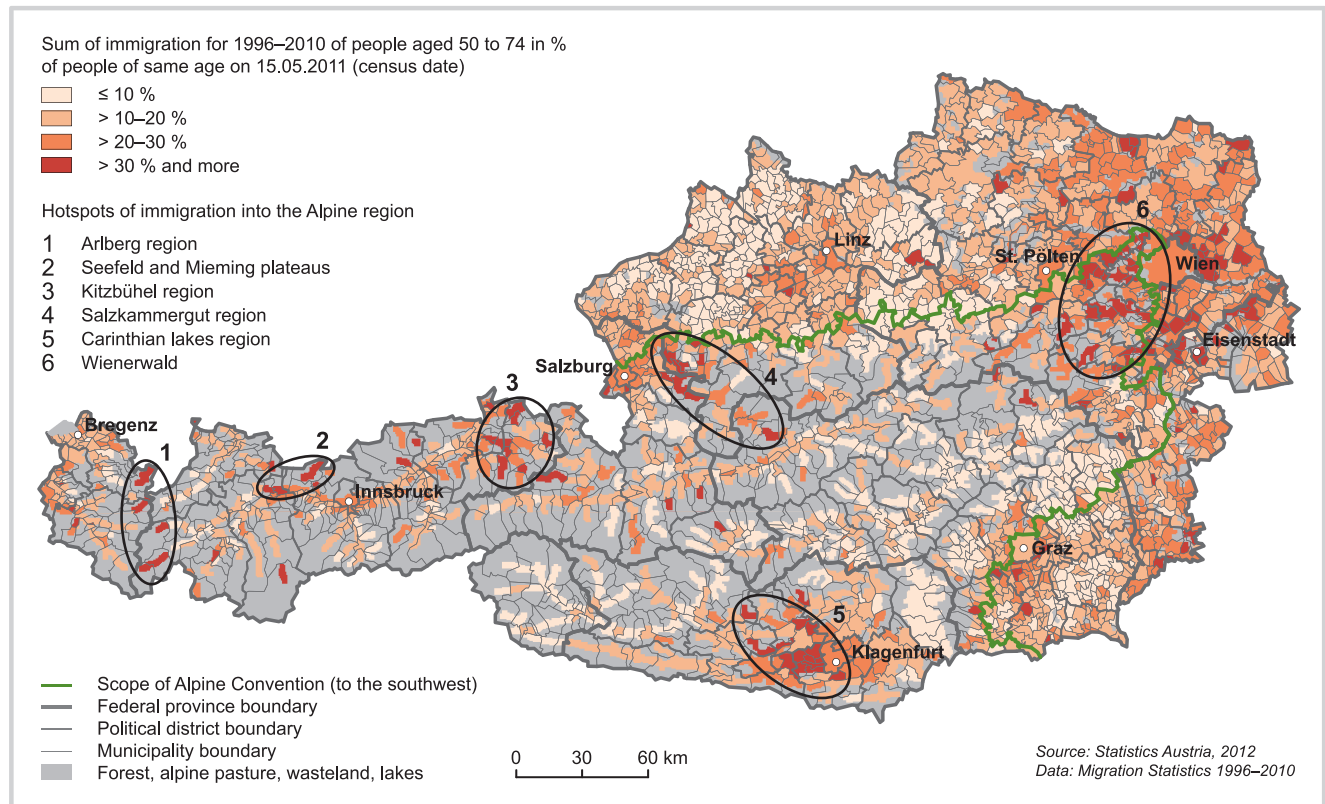 Sum of immigration for 1996–2010 of people aged 50 to 74 in %
of people of same age on 15.05.2011 (census date)
≤ 10 %
> 10–20 %
> 20–30 %
> 30 % and more
Hotspots of immigration into the Alpine region
1 Arlberg region
2 Seefeld and Mieming plateaus
3 Kitzbühel region
4 Salzkammergut region
5 Carinthian lakes region
6 Wienerwald
6
Linz
St. Pölten
Wien
Eisenstadt
Salzburg
4
3
Bregenz
1
2
Innsbruck
Graz
5
Klagenfurt
Scope of Alpine Convention (to the southwest)
Federal province boundary
Political district boundary
Municipality boundary
Forest, alpine pasture, wasteland, lakes
0 30 60 km
Source: Statistics Austria, 2012
Data: Migration Statistics 1996–2010